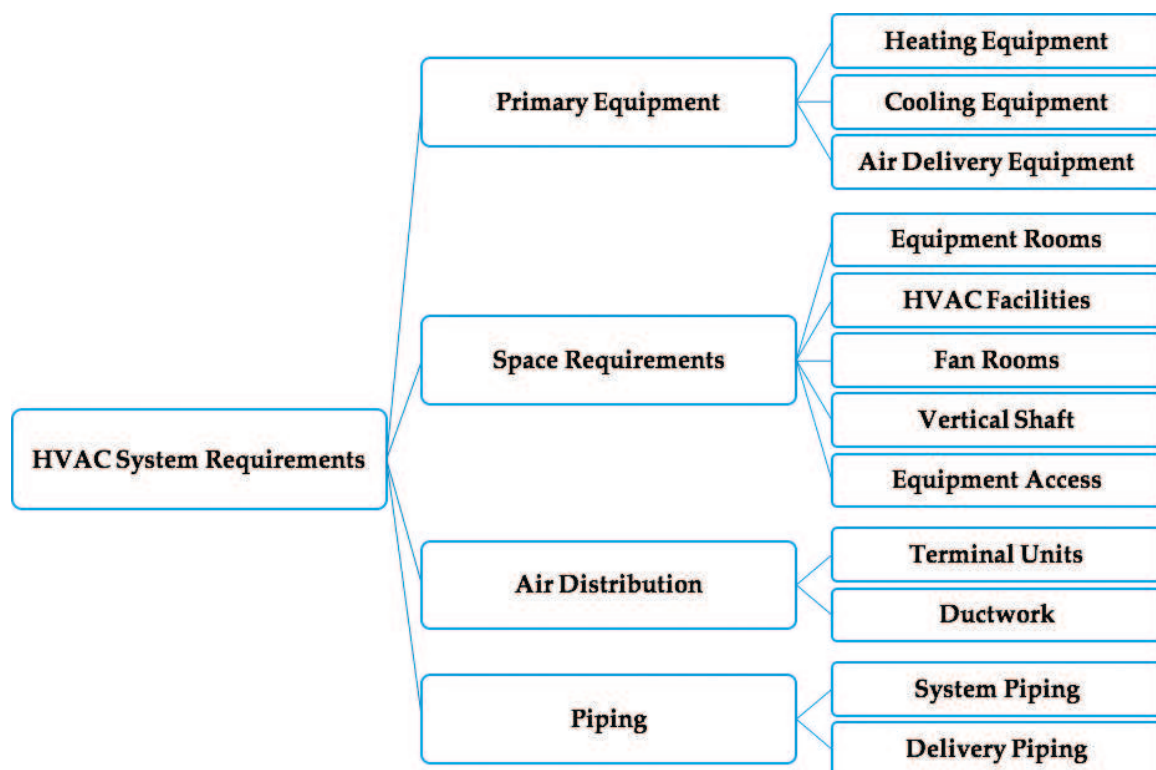 HVAC System Requirements
Primary Equipment
Heating Equipment
Cooling Equipment
Air Delivery Equipment
Space Requirements
Equipment Rooms
HVAC Facilities
Fan Rooms
Vertical Shaft
Equipment Access
Air Distribution
Terminal Units
Ductwork
Piping
System Piping
Delivery Piping